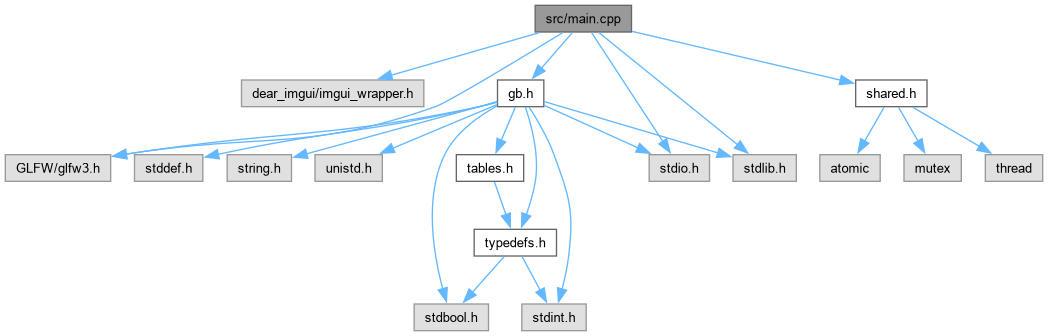 src/main.cpp
dear_imgui/imgui_wrapper.h
gb.h
shared.h
GLFW/glfw3.h
stddef.h
string.h
unistd.h
tables.h
stdio.h
stdlib.h
atomic
mutex
thread
typedefs.h
stdbool.h
stdint.h